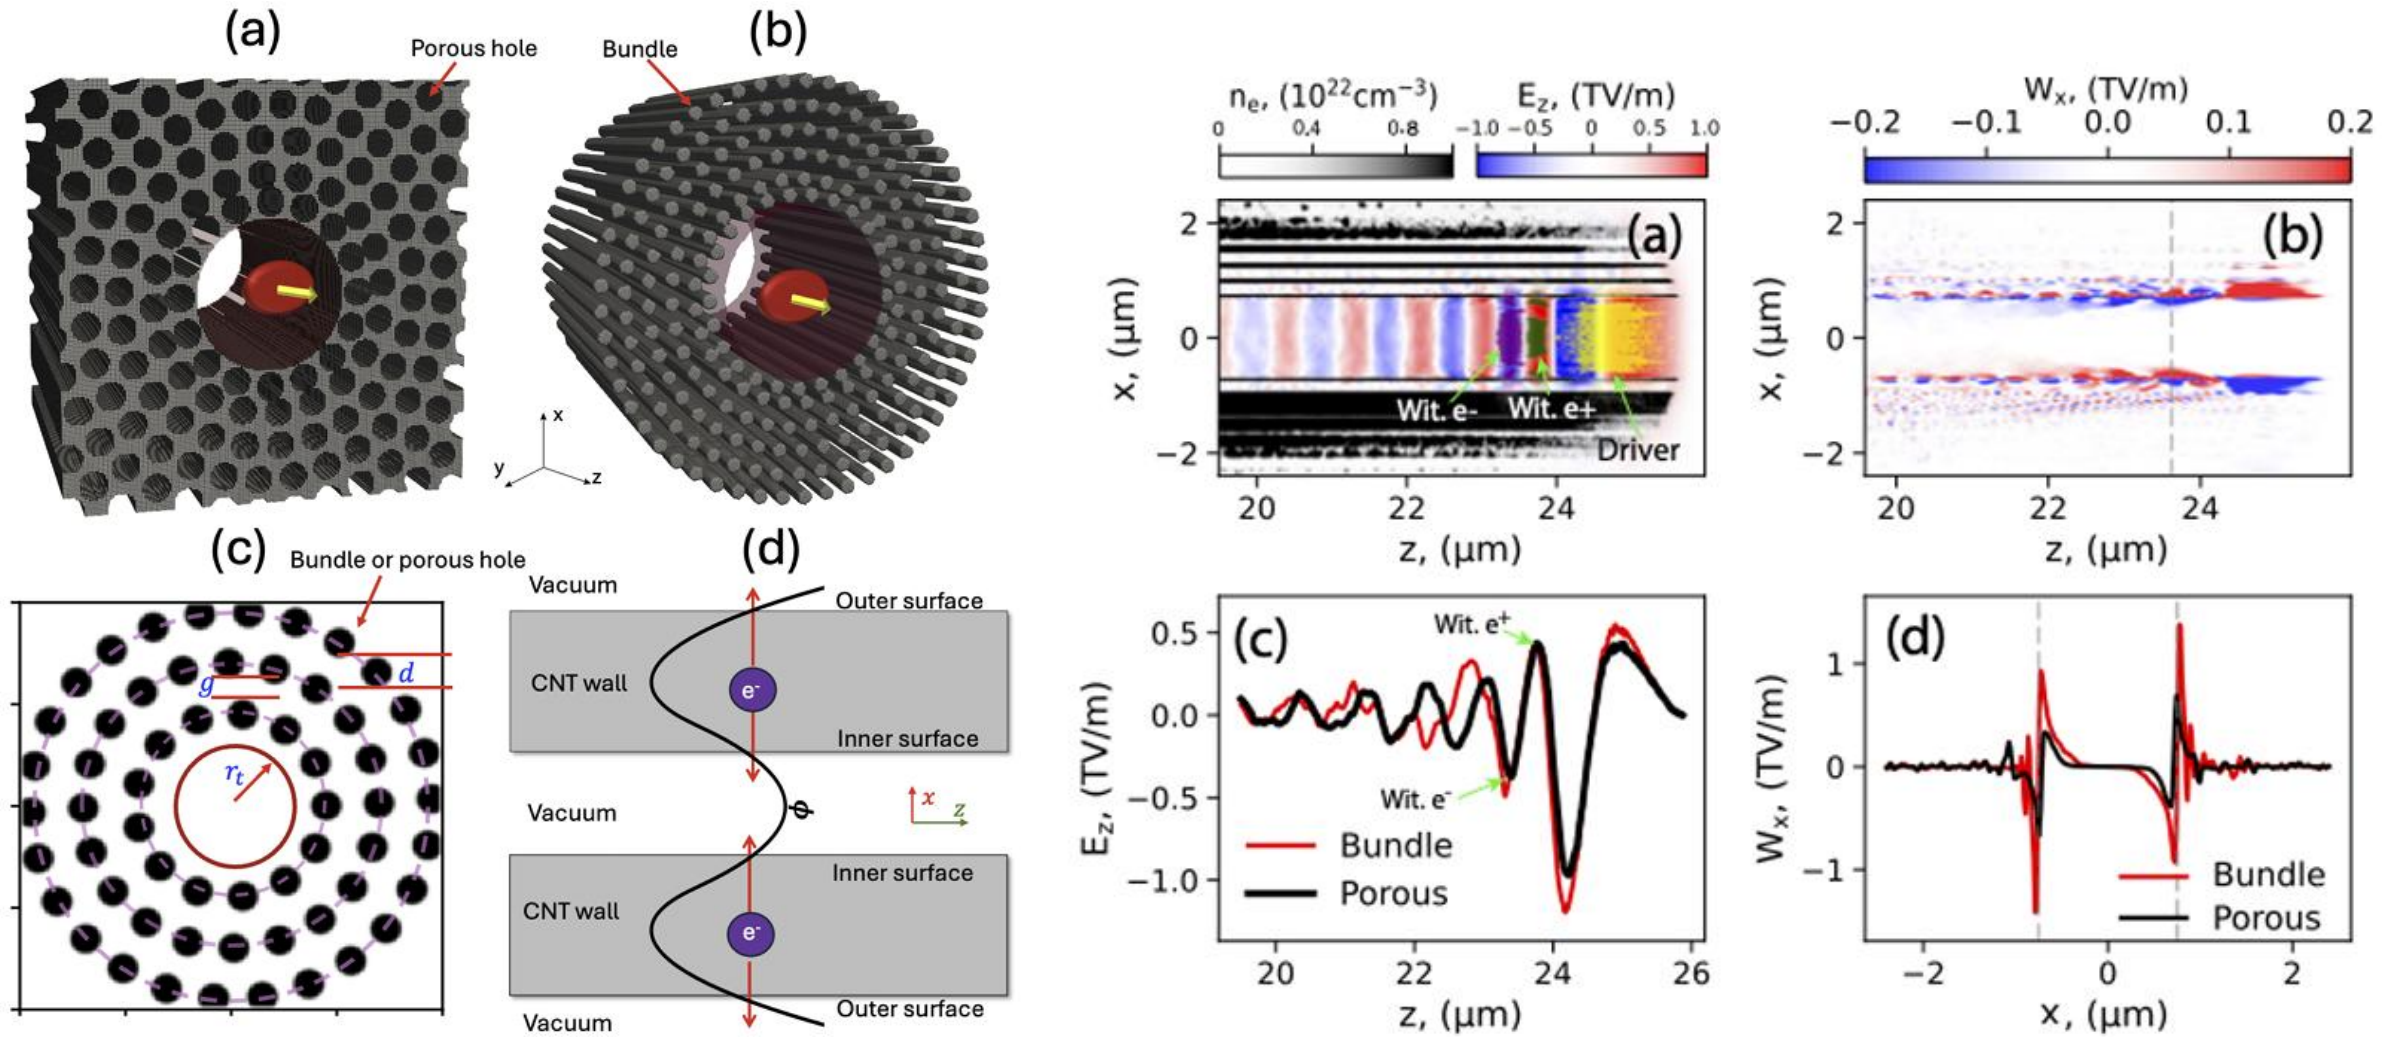 (a)
Porous hole
(b)
Bundle
x
y
z
(c)
Bundle or porous hole
d
g
r_t
(d)
Vacuum
Outer surface
CNT wall
e⁻
Inner surface
Vacuum
ϕ
x
z
Inner surface
CNT wall
e⁻
Outer surface
Vacuum
nₑ, (10²²cm⁻³)
0 0.4 0.8
E_z, (TV/m)
−1.0 −0.5 0 0.5 1.0
(a)
2
0
−2
x, (μm)
Wit. e- Wit. e+
Driver
20 22 24
z, (μm)
Wₓ, (TV/m)
−0.2 −0.1 0.0 0.1 0.2
(b)
2
0
−2
x, (μm)
20 22 24
z, (μm)
(c)
Wit. e⁺
Wit. e⁻
0.5
0.0
−0.5
−1.0
E_z, (TV/m)
Bundle
Porous
20 22 24 26
z, (μm)
(d)
1
0
−1
Wₓ, (TV/m)
Bundle
Porous
−2 0 2
x, (μm)